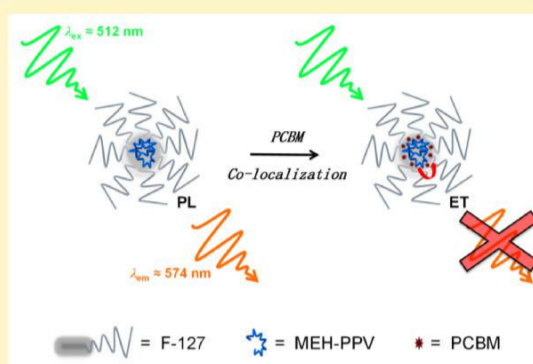 λex ≈ 512 nm
PCBM
Co-localization
PL
ET
λem ≈ 574 nm
= F-127
= MEH-PPV
= PCBM